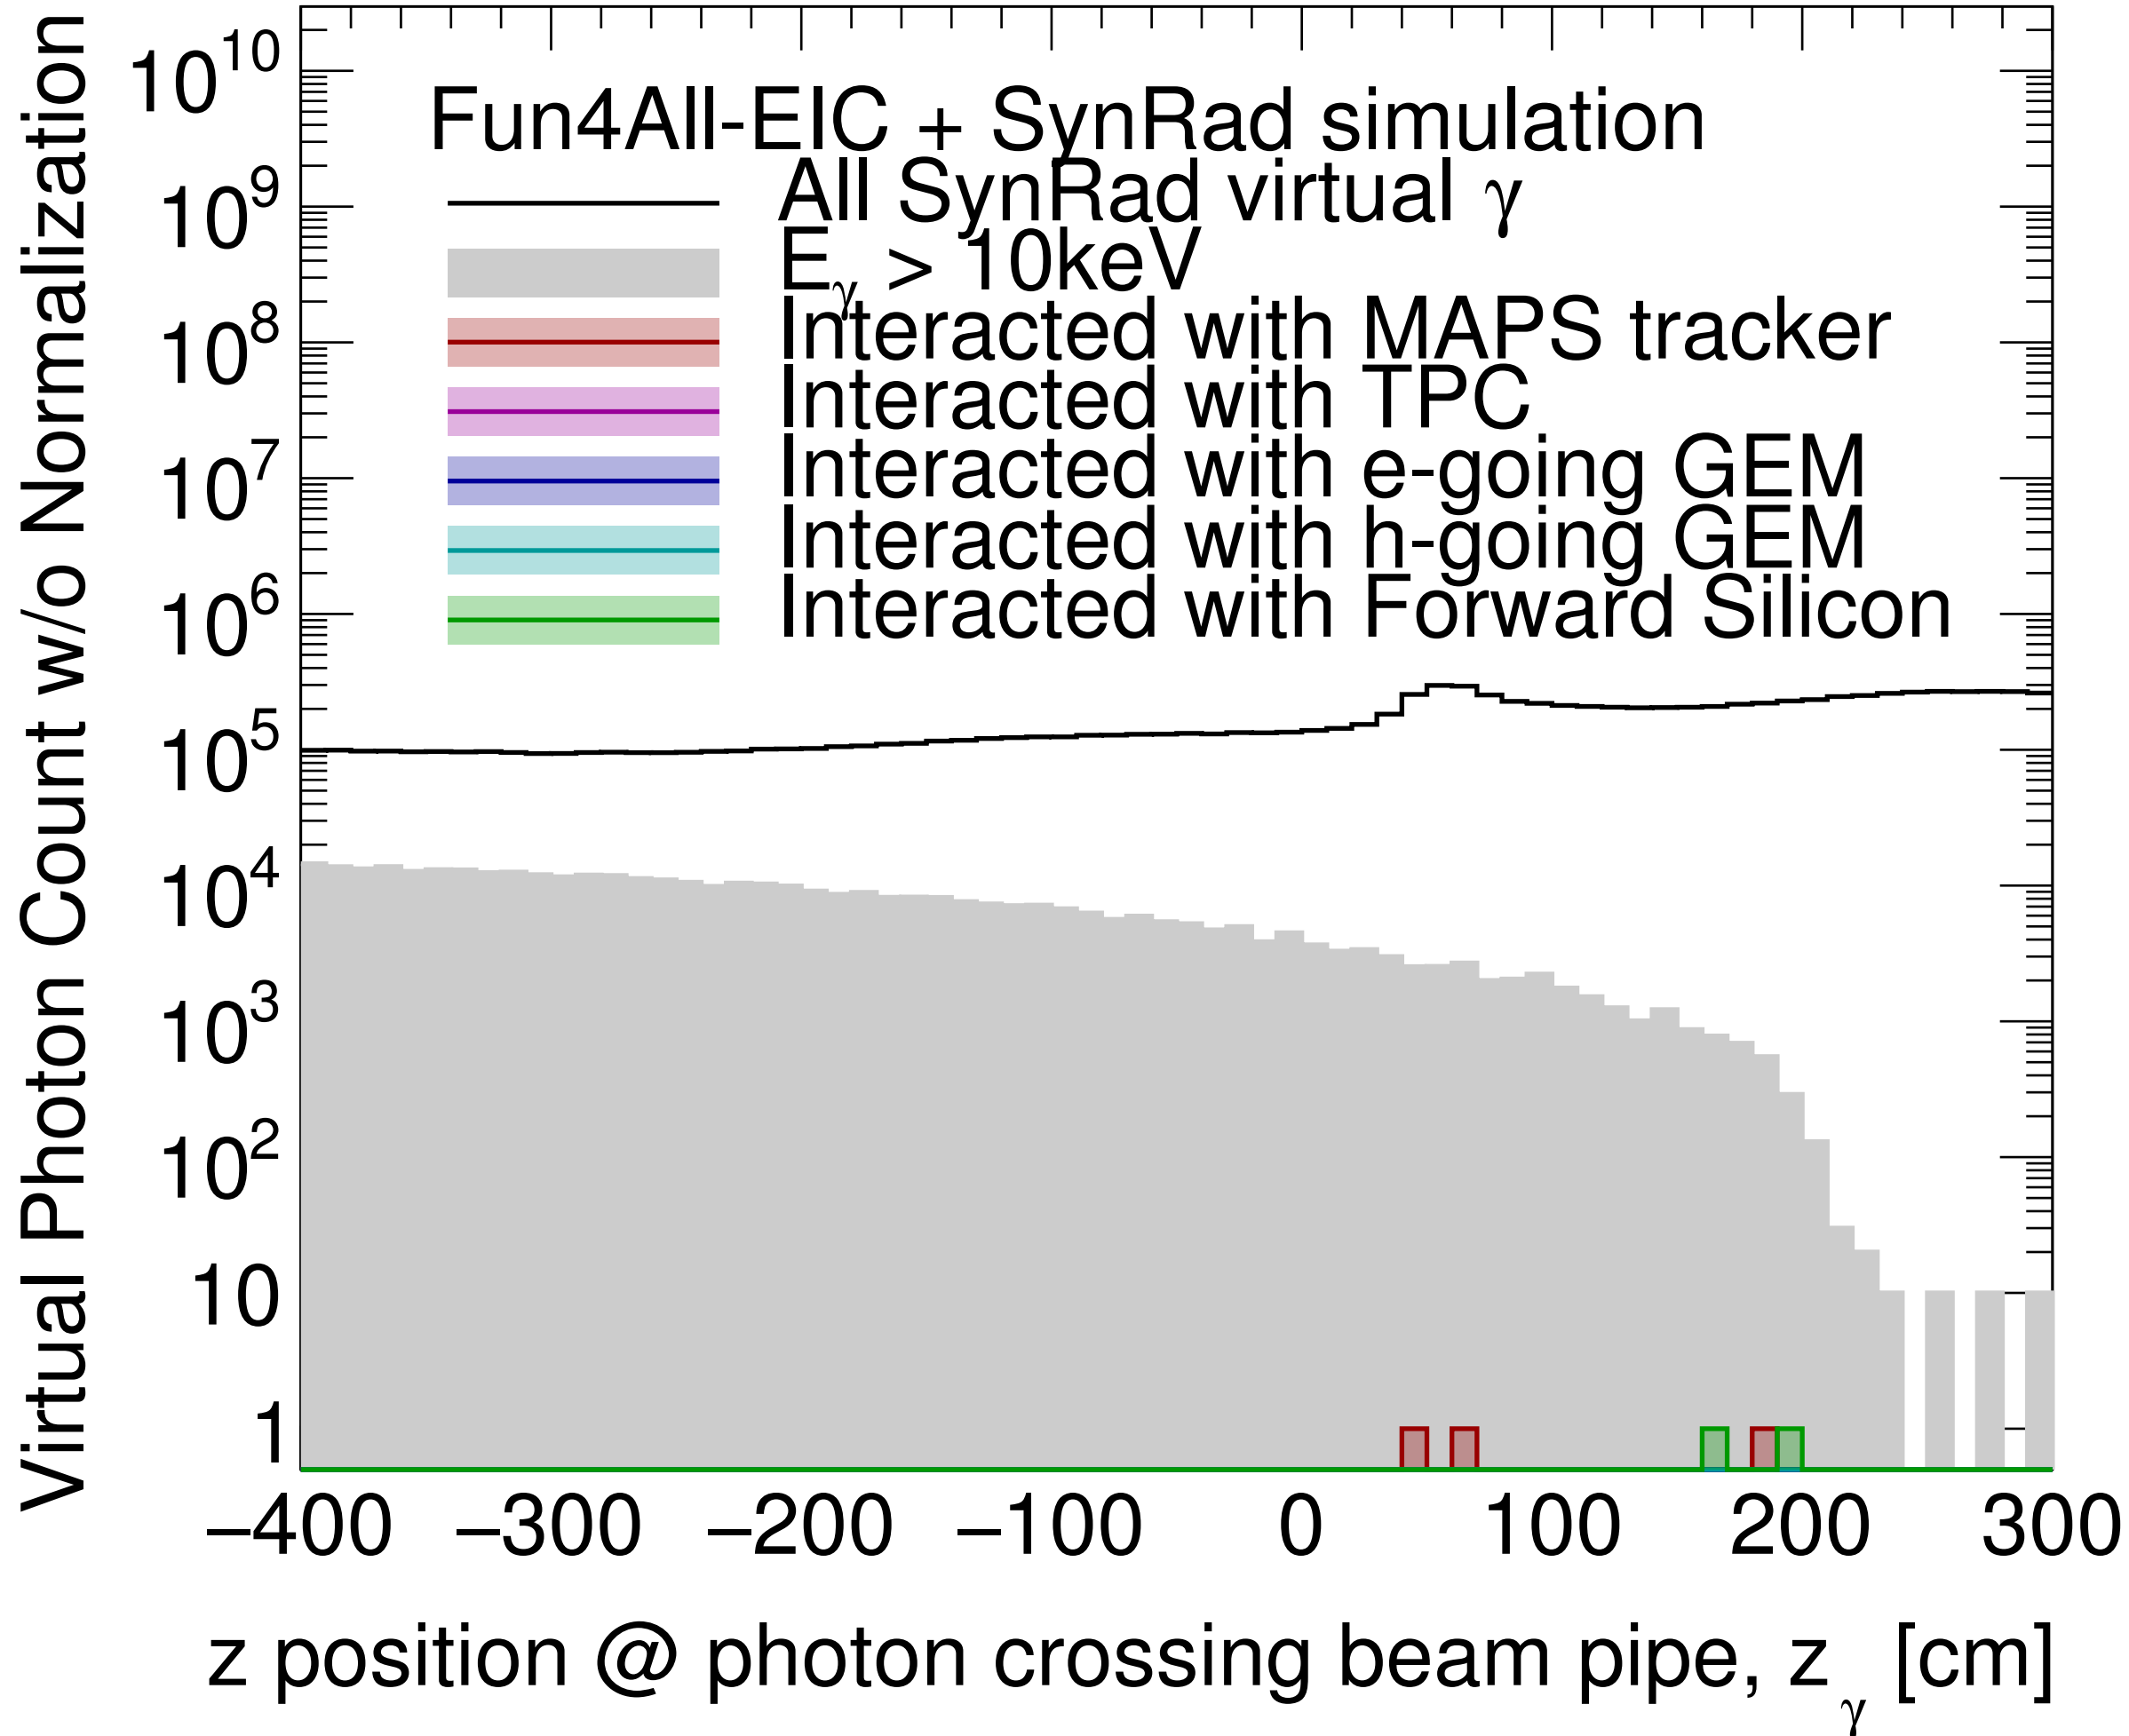 Virtual Photon Count w/o Normalization
10^10
10^9
10^8
10^7
10^6
10^5
10^4
10^3
10^2
10
1
Fun4All-EIC + SynRad simulation
All SynRad virtual γ
E_γ > 10keV
Interacted with MAPS tracker
Interacted with TPC
Interacted with e-going GEM
Interacted with h-going GEM
Interacted with Forward Silicon
−400 −300 −200 −100 0 100 200 300
z position @ photon crossing beam pipe, z_γ [cm]